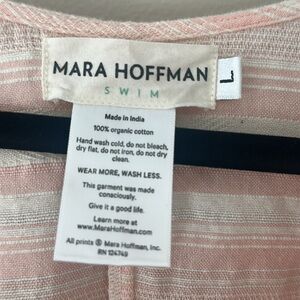 MARA HOFFMAN
SWIM
L
Made in India
100% organic cotton
Hand wash cold, do not bleach,
dry flat, do not iron, do not dry
clean.
WEAR MORE, WASH LESS.
This garment was made
consciously.
Give it a good life.
Learn more at
www.MaraHoffman.com
All prints ® Mara Hoffman, Inc.
RN 124749